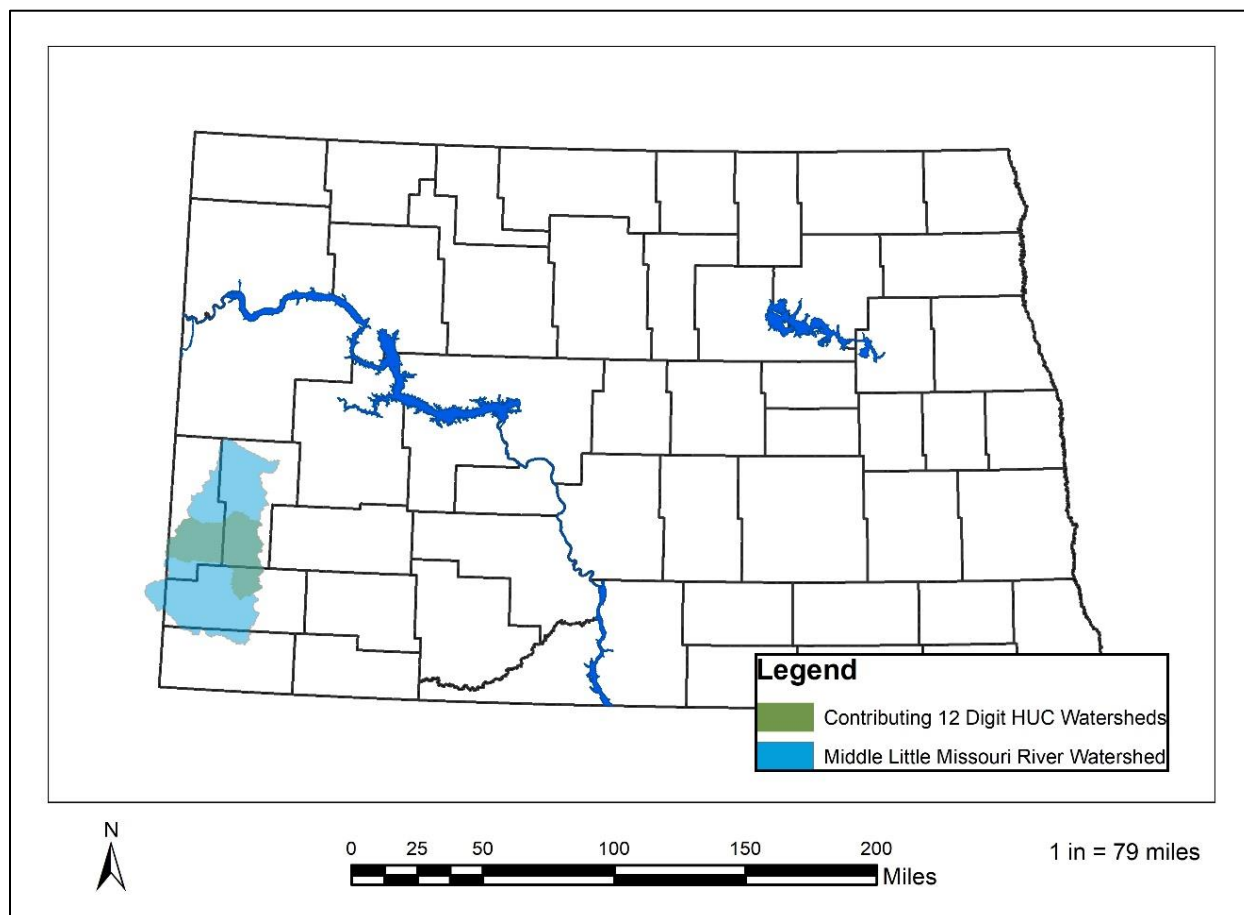 Legend
Contributing 12 Digit HUC Watersheds
Middle Little Missouri River Watershed
N
0 25 50 100 150 200
Miles
1 in = 79 miles